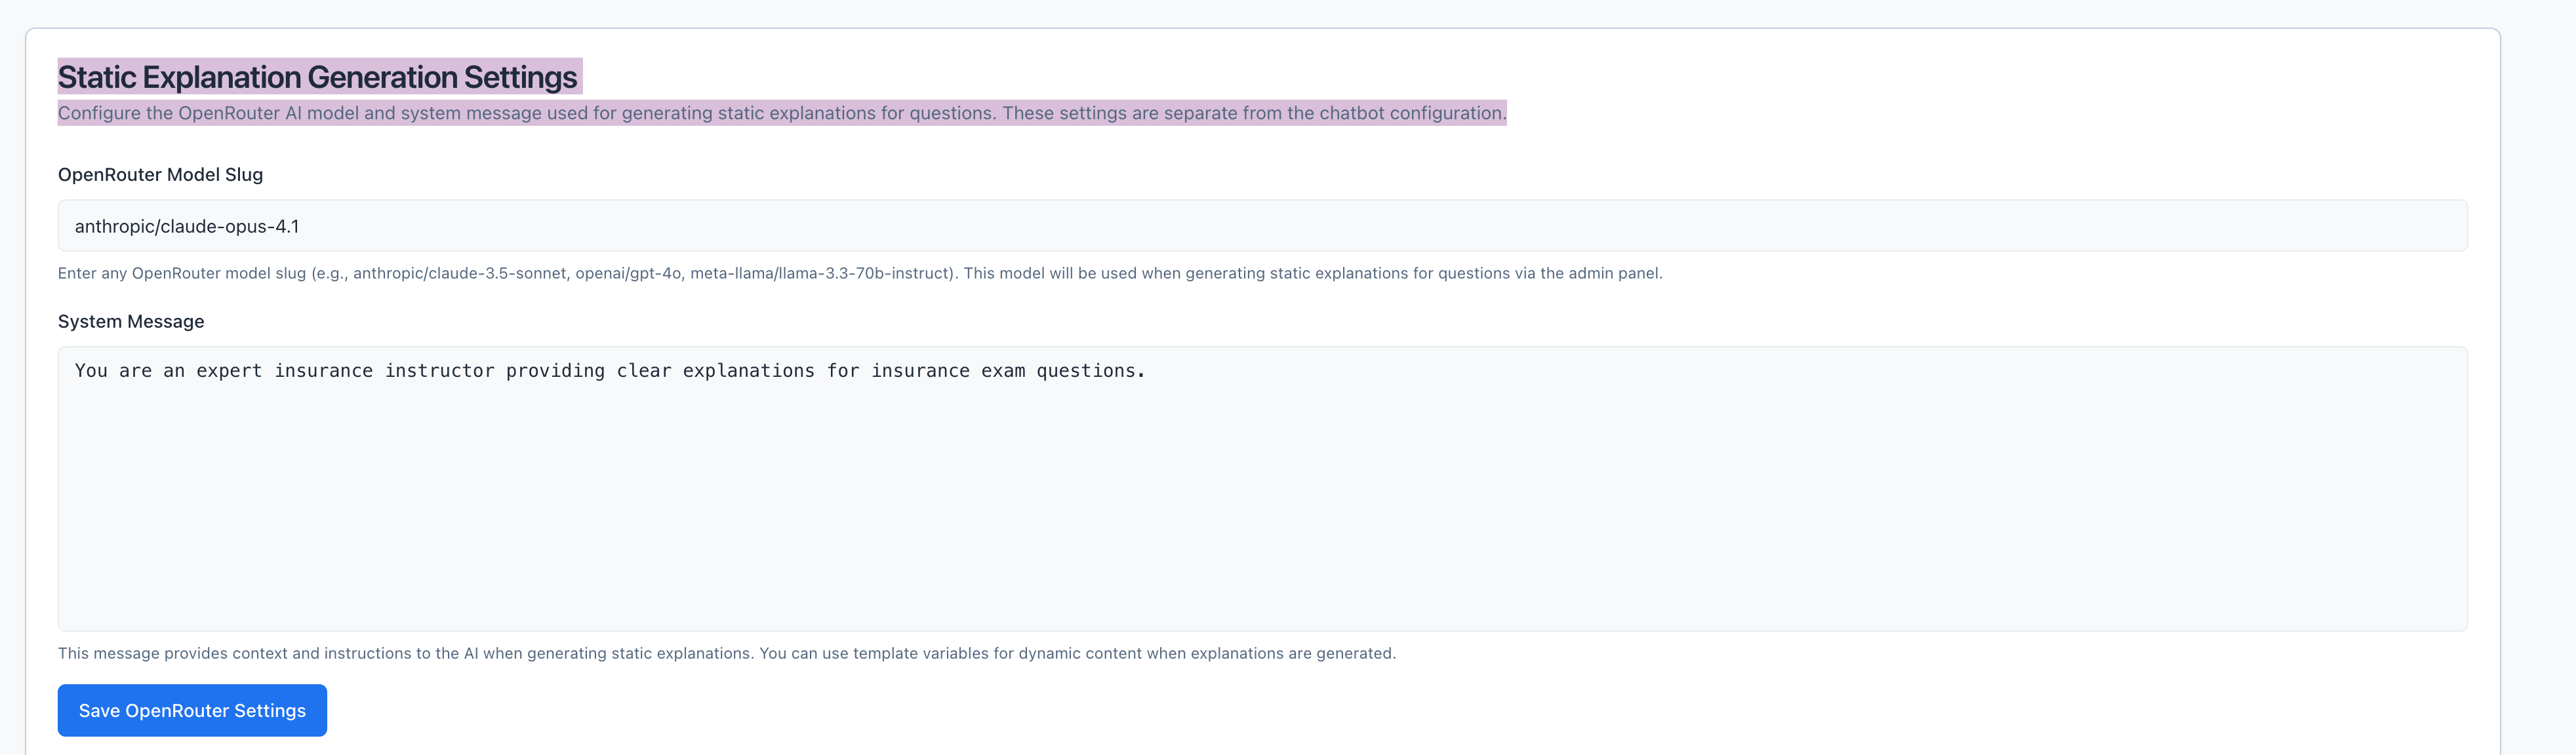 Static Explanation Generation Settings
Configure the OpenRouter AI model and system message used for generating static explanations for questions. These settings are separate from the chatbot configuration.
OpenRouter Model Slug
anthropic/claude-opus-4.1
Enter any OpenRouter model slug (e.g., anthropic/claude-3.5-sonnet, openai/gpt-4o, meta-llama/llama-3.3-70b-instruct). This model will be used when generating static explanations for questions via the admin panel.
System Message
You are an expert insurance instructor providing clear explanations for insurance exam questions.
This message provides context and instructions to the AI when generating static explanations. You can use template variables for dynamic content when explanations are generated.
Save OpenRouter Settings